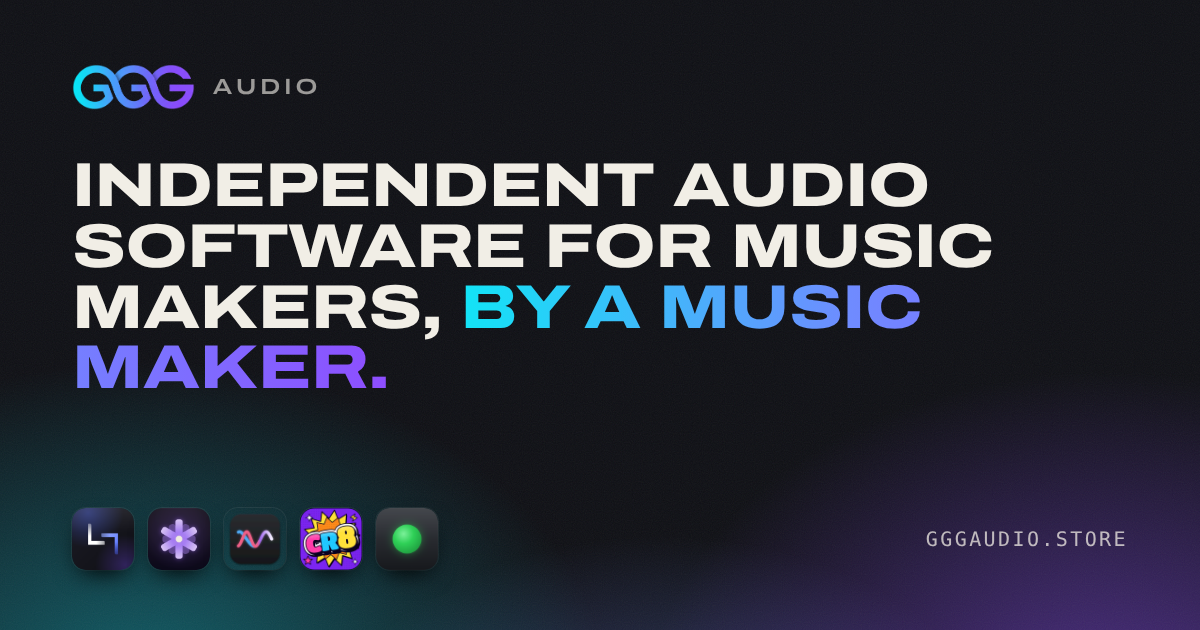 GGG AUDIO
INDEPENDENT AUDIO
SOFTWARE FOR MUSIC
MAKERS, BY A MUSIC
MAKER.
CR8
GGGAUDIO.STORE